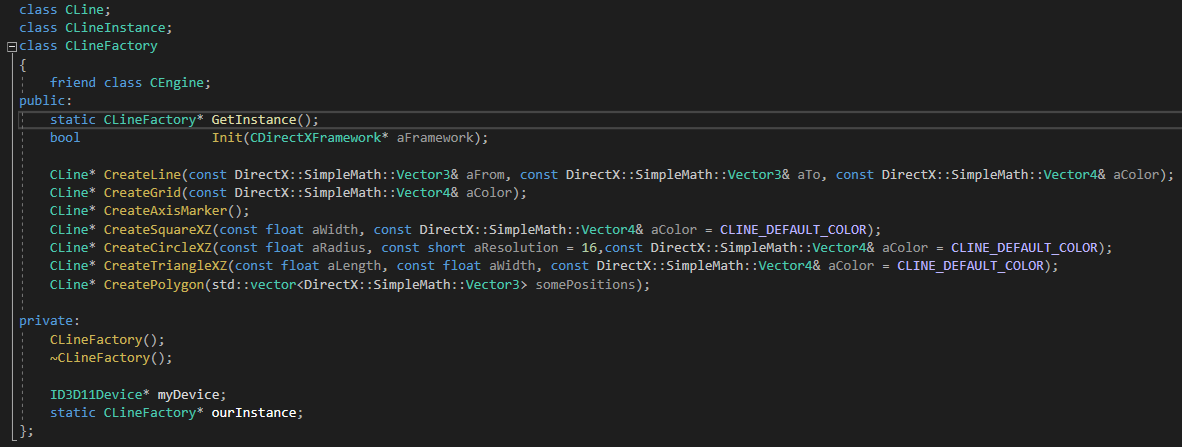 class CLine;
class CLineInstance;
class CLineFactory
{
    friend class CEngine;
public:
    static CLineFactory* GetInstance();
    bool                 Init(CDirectXFramework* aFramework);

    CLine* CreateLine(const DirectX::SimpleMath::Vector3& aFrom, const DirectX::SimpleMath::Vector3& aTo, const DirectX::SimpleMath::Vector4& aColor);
    CLine* CreateGrid(const DirectX::SimpleMath::Vector4& aColor);
    CLine* CreateAxisMarker();
    CLine* CreateSquareXZ(const float aWidth, const DirectX::SimpleMath::Vector4& aColor = CLINE_DEFAULT_COLOR);
    CLine* CreateCircleXZ(const float aRadius, const short aResolution = 16,const DirectX::SimpleMath::Vector4& aColor = CLINE_DEFAULT_COLOR);
    CLine* CreateTriangleXZ(const float aLength, const float aWidth, const DirectX::SimpleMath::Vector4& aColor = CLINE_DEFAULT_COLOR);
    CLine* CreatePolygon(std::vector<DirectX::SimpleMath::Vector3> somePositions);

private:
    CLineFactory();
    ~CLineFactory();

    ID3D11Device* myDevice;
    static CLineFactory* ourInstance;
};